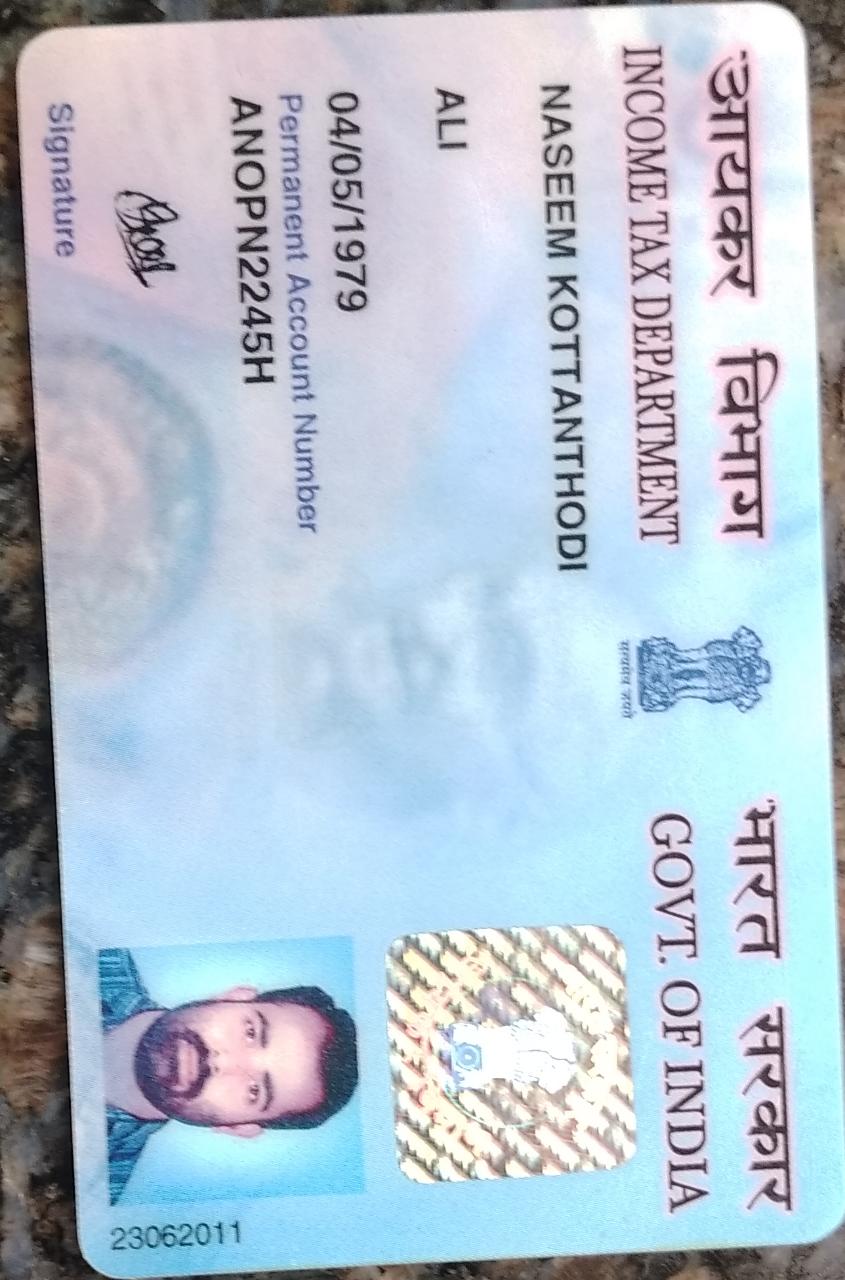 आयकर विभाग
INCOME TAX DEPARTMENT
सत्यमेव जयते
भारत सरकार
GOVT. OF INDIA
NASEEM KOTTANTHODI
ALI
04/05/1979
Permanent Account Number
ANOPN2245H
Signature
23062011